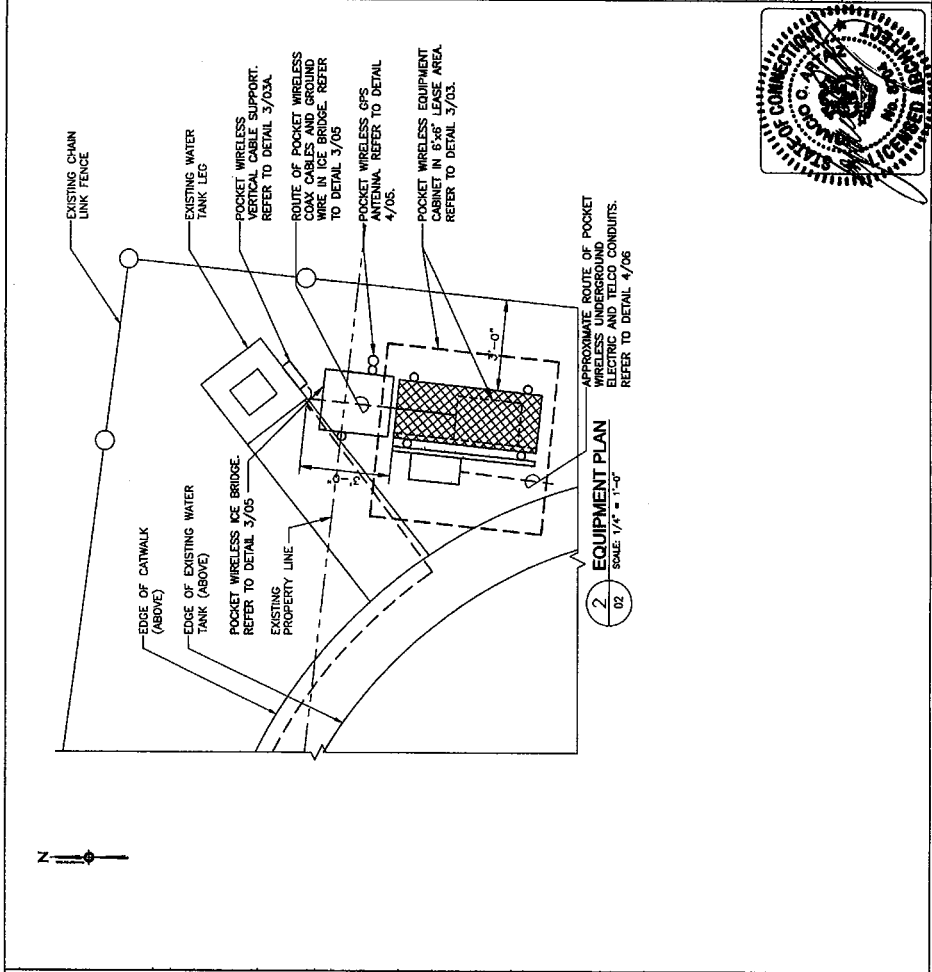 N
EXISTING CHAIN
LINK FENCE
EXISTING WATER
TANK LEG
POCKET WIRELESS
VERTICAL CABLE SUPPORT.
REFER TO DETAIL 3/03A.
ROUTE OF POCKET WIRELESS
COAX CABLES AND GROUND
WIRE IN ICE BRIDGE. REFER
TO DETAIL 3/05
POCKET WIRELESS GPS
ANTENNA. REFER TO DETAIL
4/05.
POCKET WIRELESS EQUIPMENT
CABINET IN 6'x6' LEASE AREA.
REFER TO DETAIL 3/03.
EDGE OF CATWALK
(ABOVE)
EDGE OF EXISTING WATER
TANK (ABOVE)
POCKET WIRELESS ICE BRIDGE.
REFER TO DETAIL 3/05
EXISTING
PROPERTY LINE
3'-0"
3'-0"
APPROXIMATE ROUTE OF POCKET
WIRELESS UNDERGROUND
ELECTRIC AND TELCO CONDUITS.
REFER TO DETAIL 4/06
2
02
EQUIPMENT PLAN
SCALE: 1/4" = 1'-0"
STATE OF CONNECTICUT
LICENSED ARCHITECT